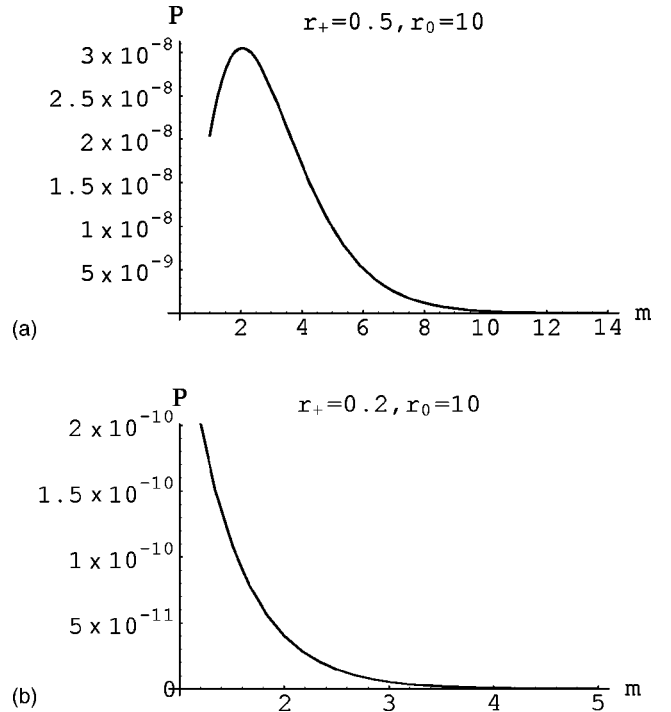 P
r₊=0.5,r₀=10
3 x 10⁻⁸
2.5 x 10⁻⁸
2 x 10⁻⁸
1.5 x 10⁻⁸
1 x 10⁻⁸
5 x 10⁻⁹
2 4 6 8 10 12 14 m
(a)
P
r₊=0.2,r₀=10
2 x 10⁻¹⁰
1.5 x 10⁻¹⁰
1 x 10⁻¹⁰
5 x 10⁻¹¹
0
2 3 4 5 m
(b)